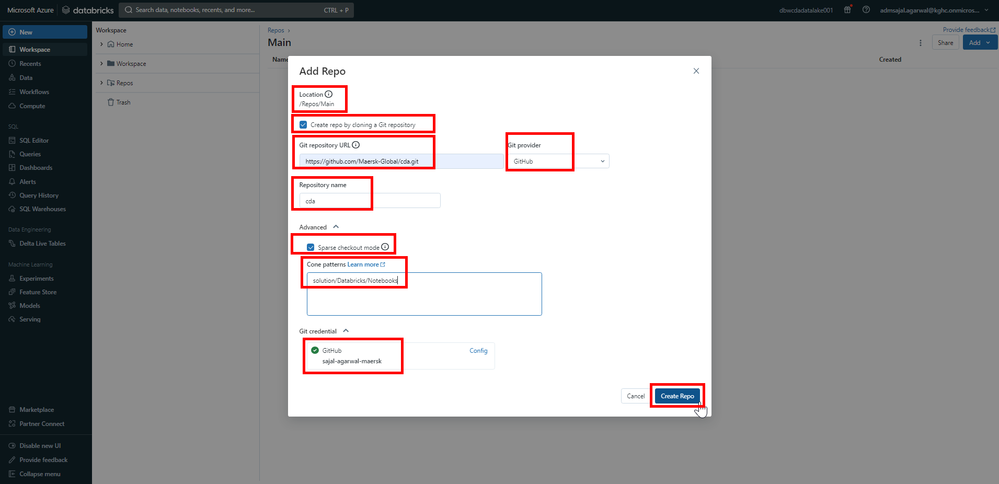 Microsoft Azure databricks Search data, notebooks, recents, and more... CTRL + P dbwcdadatalake001 admsajal.agarwal@kghc.onmicros...
New
Workspace
Recents
Data
Workflows
Compute
SQL
SQL Editor
Queries
Dashboards
Alerts
Query History
SQL Warehouses
Data Engineering
Delta Live Tables
Machine Learning
Experiments
Feature Store
Models
Serving
Marketplace
Partner Connect
Disable new UI
Provide feedback
Collapse menu
Workspace
Home
Workspace
Repos
Trash
Repos ›
Provide feedback
Main
Share Add
Name Created
Add Repo
Location
/Repos/Main
Create repo by cloning a Git repository
Git repository URL Git provider
https://github.com/Maersk-Global/cda.git GitHub
Repository name
cda
Advanced
Sparse checkout mode
Cone patterns Learn more
solution/Databricks/Notebooks
Git credential
GitHub Config
sajal-agarwal-maersk
Cancel Create Repo